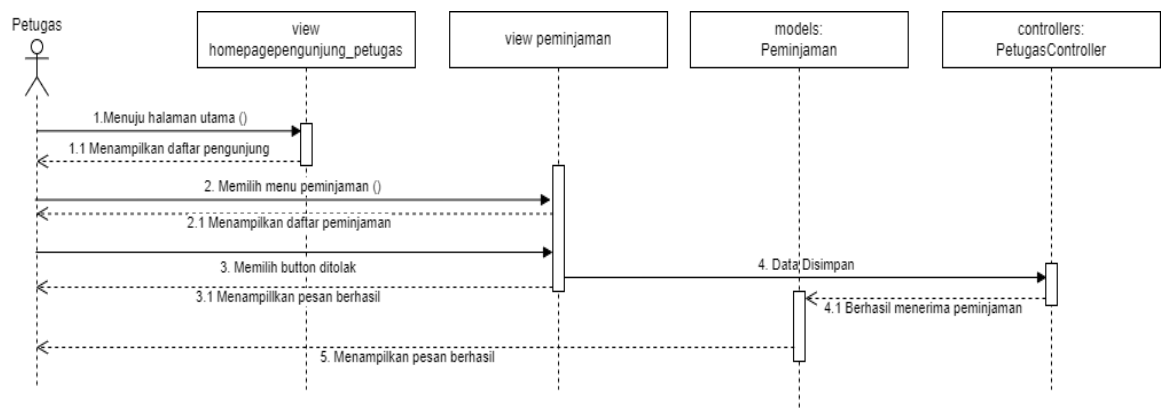 Petugas
view
homepagepengunjung_petugas
view peminjaman
models:
Peminjaman
controllers:
PetugasController
1.Menuju halaman utama ()
1.1 Menampilkan daftar pengunjung
2. Memilih menu peminjaman ()
2.1 Menampilkan daftar peminjaman
3. Memilih button ditolak
4. Data Disimpan
3.1 Menampillkan pesan berhasil
4.1 Berhasil menerima peminjaman
5. Menampilkan pesan berhasil